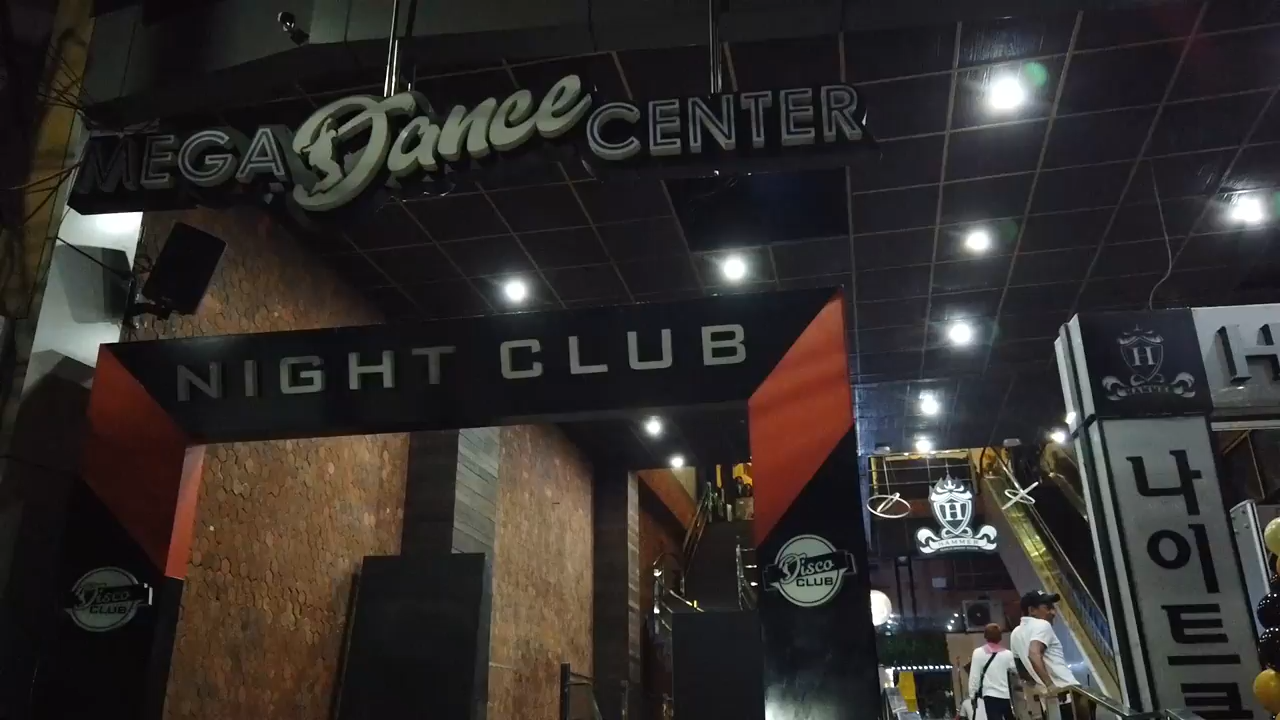 MEGA Dance CENTER
NIGHT CLUB
Disco
CLUB
Disco
CLUB
H
HAMMER
H
HAMMER
H
나이트